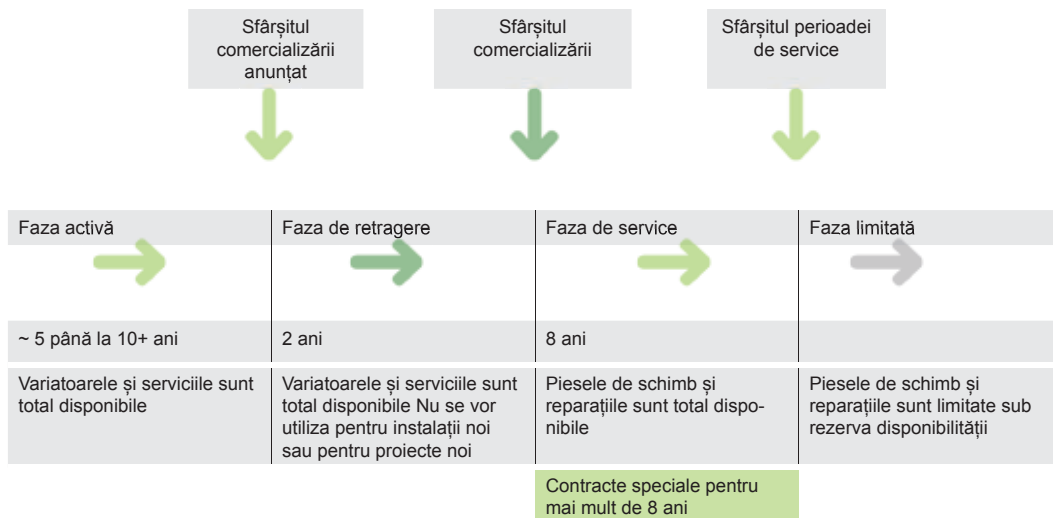 Sfârșitul
comercializării
anunțat
Sfârșitul
comercializării
Sfârșitul perioadei
de service
Faza activă
Faza de retragere
Faza de service
Faza limitată
~ 5 până la 10+ ani
2 ani
8 ani
Variatoarele și serviciile sunt
total disponibile
Variatoarele și serviciile sunt
total disponibile Nu se vor
utiliza pentru instalații noi
sau pentru proiecte noi
Piesele de schimb și
reparațiile sunt total dispo-
nibile
Piesele de schimb și
reparațiile sunt limitate sub
rezerva disponibilității
Contracte speciale pentru
mai mult de 8 ani